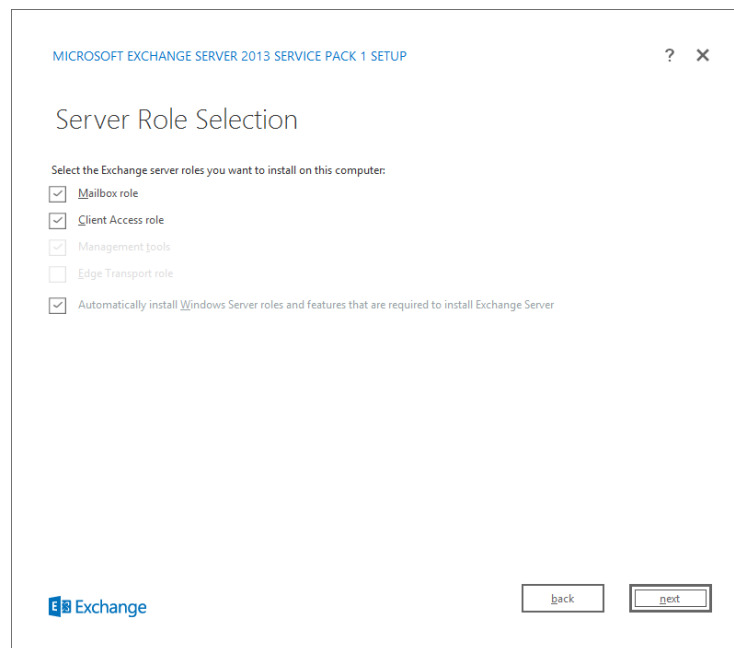 MICROSOFT EXCHANGE SERVER 2013 SERVICE PACK 1 SETUP
?
Server Role Selection
Select the Exchange server roles you want to install on this computer:
Mailbox role
Client Access role
Management tools
Edge Transport role
Automatically install Windows Server roles and features that are required to install Exchange Server
E Exchange
back
next